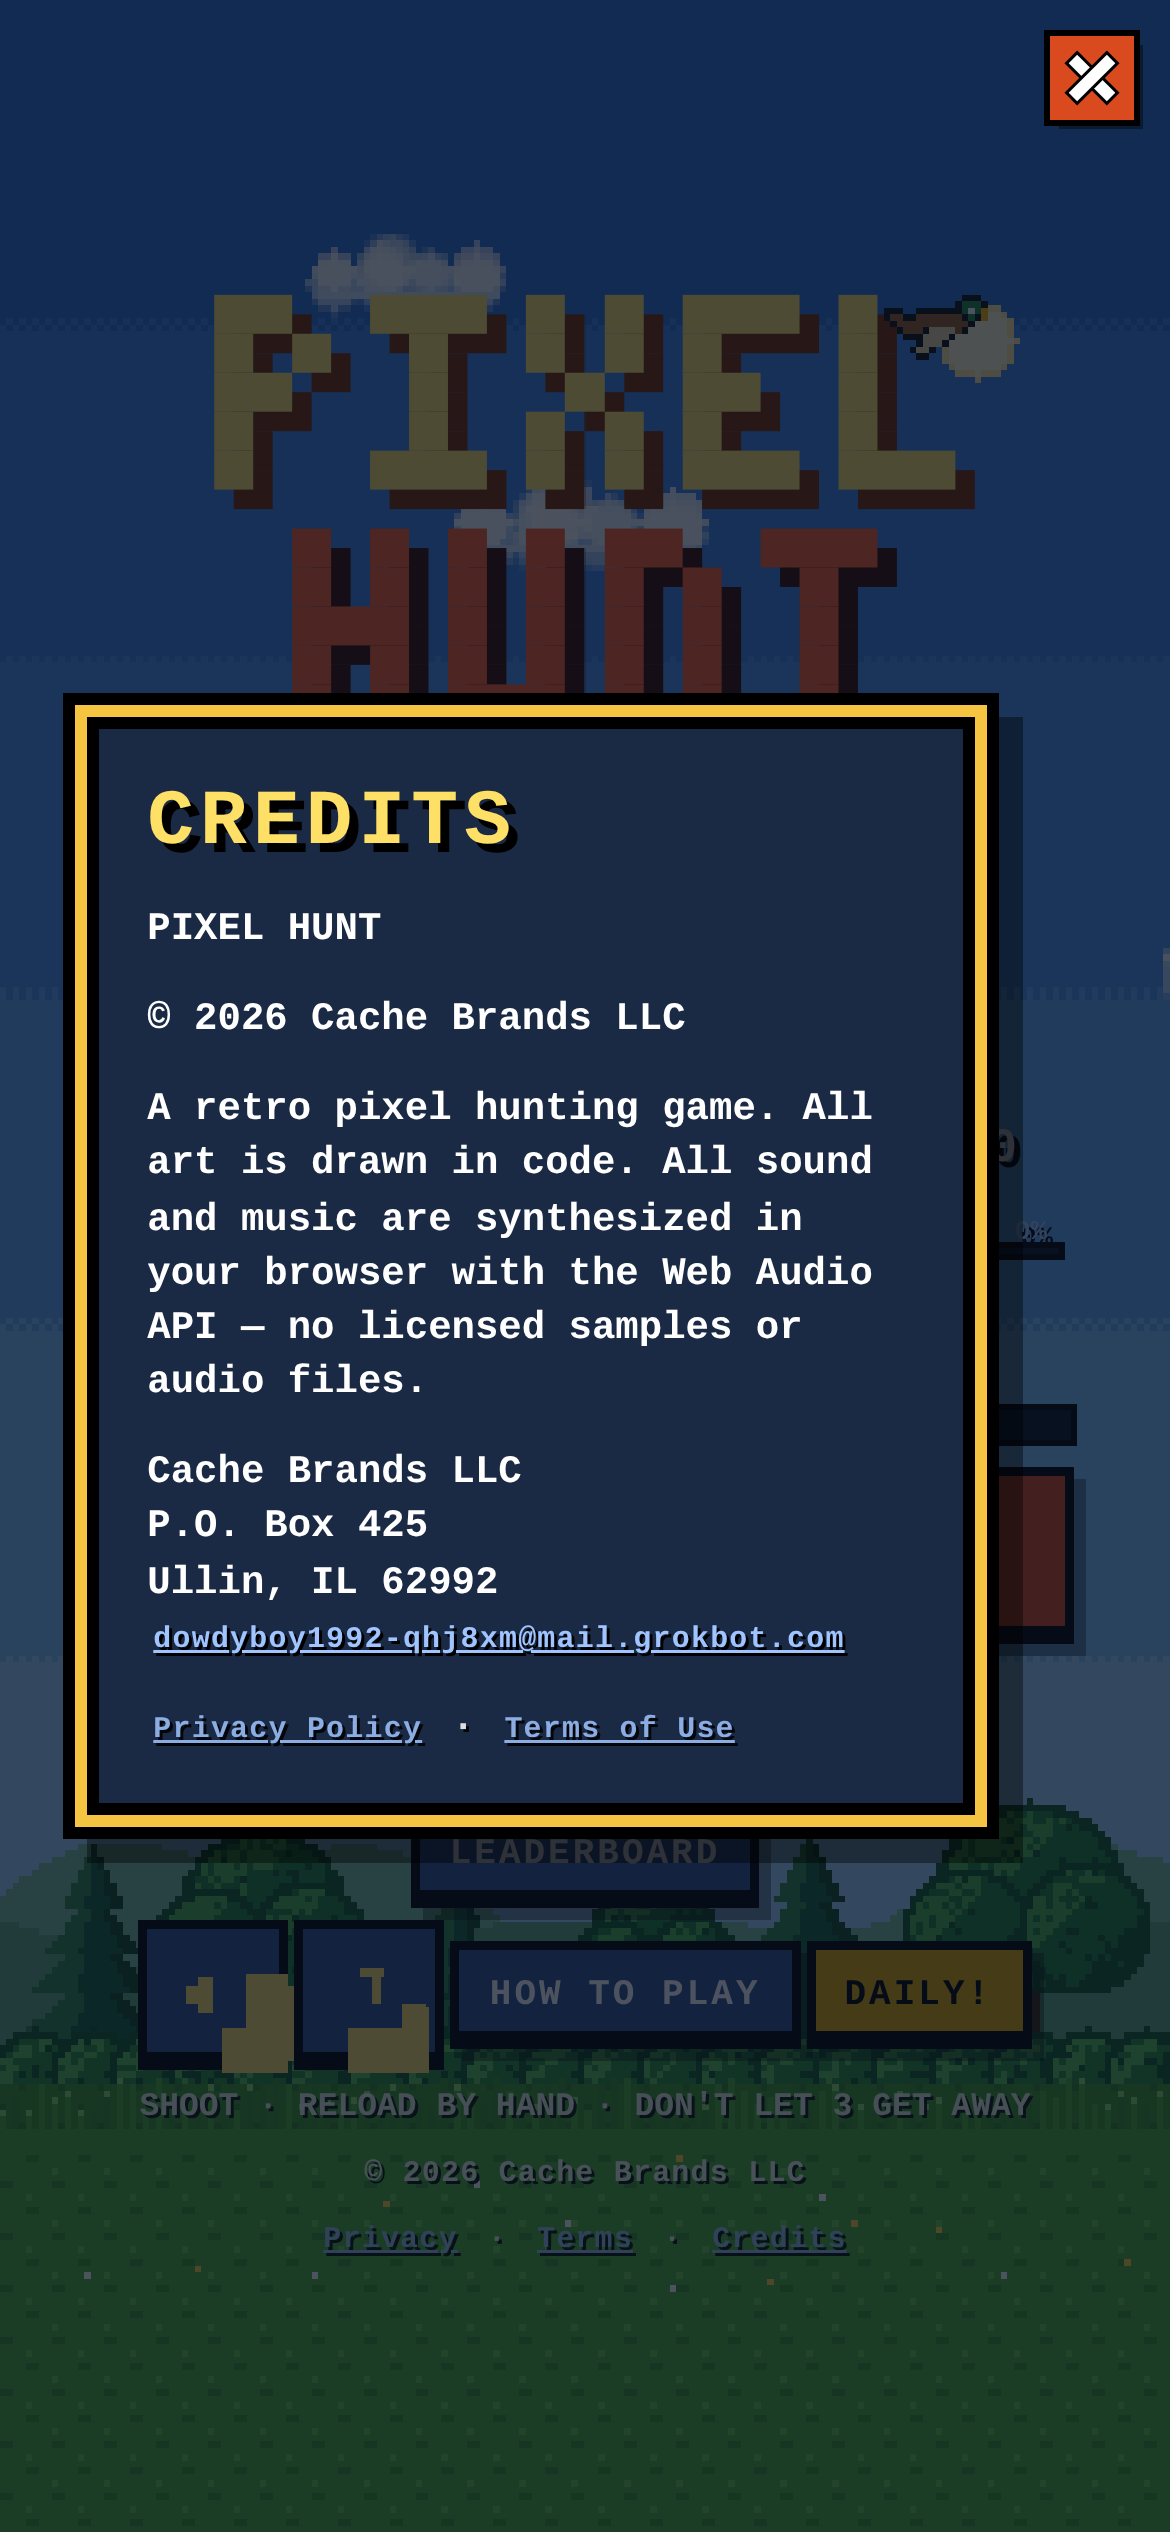 PIXEL
HUNT
CREDITS
PIXEL HUNT
© 2026 Cache Brands LLC
A retro pixel hunting game. All
art is drawn in code. All sound
and music are synthesized in
your browser with the Web Audio
API — no licensed samples or
audio files.
Cache Brands LLC
P.O. Box 425
Ullin, IL 62992
dowdyboy1992-qhj8xm@mail.grokbot.com
Privacy Policy · Terms of Use
LEADERBOARD
HOW TO PLAY DAILY!
SHOOT · RELOAD BY HAND · DON'T LET 3 GET AWAY
© 2026 Cache Brands LLC
Privacy · Terms · Credits